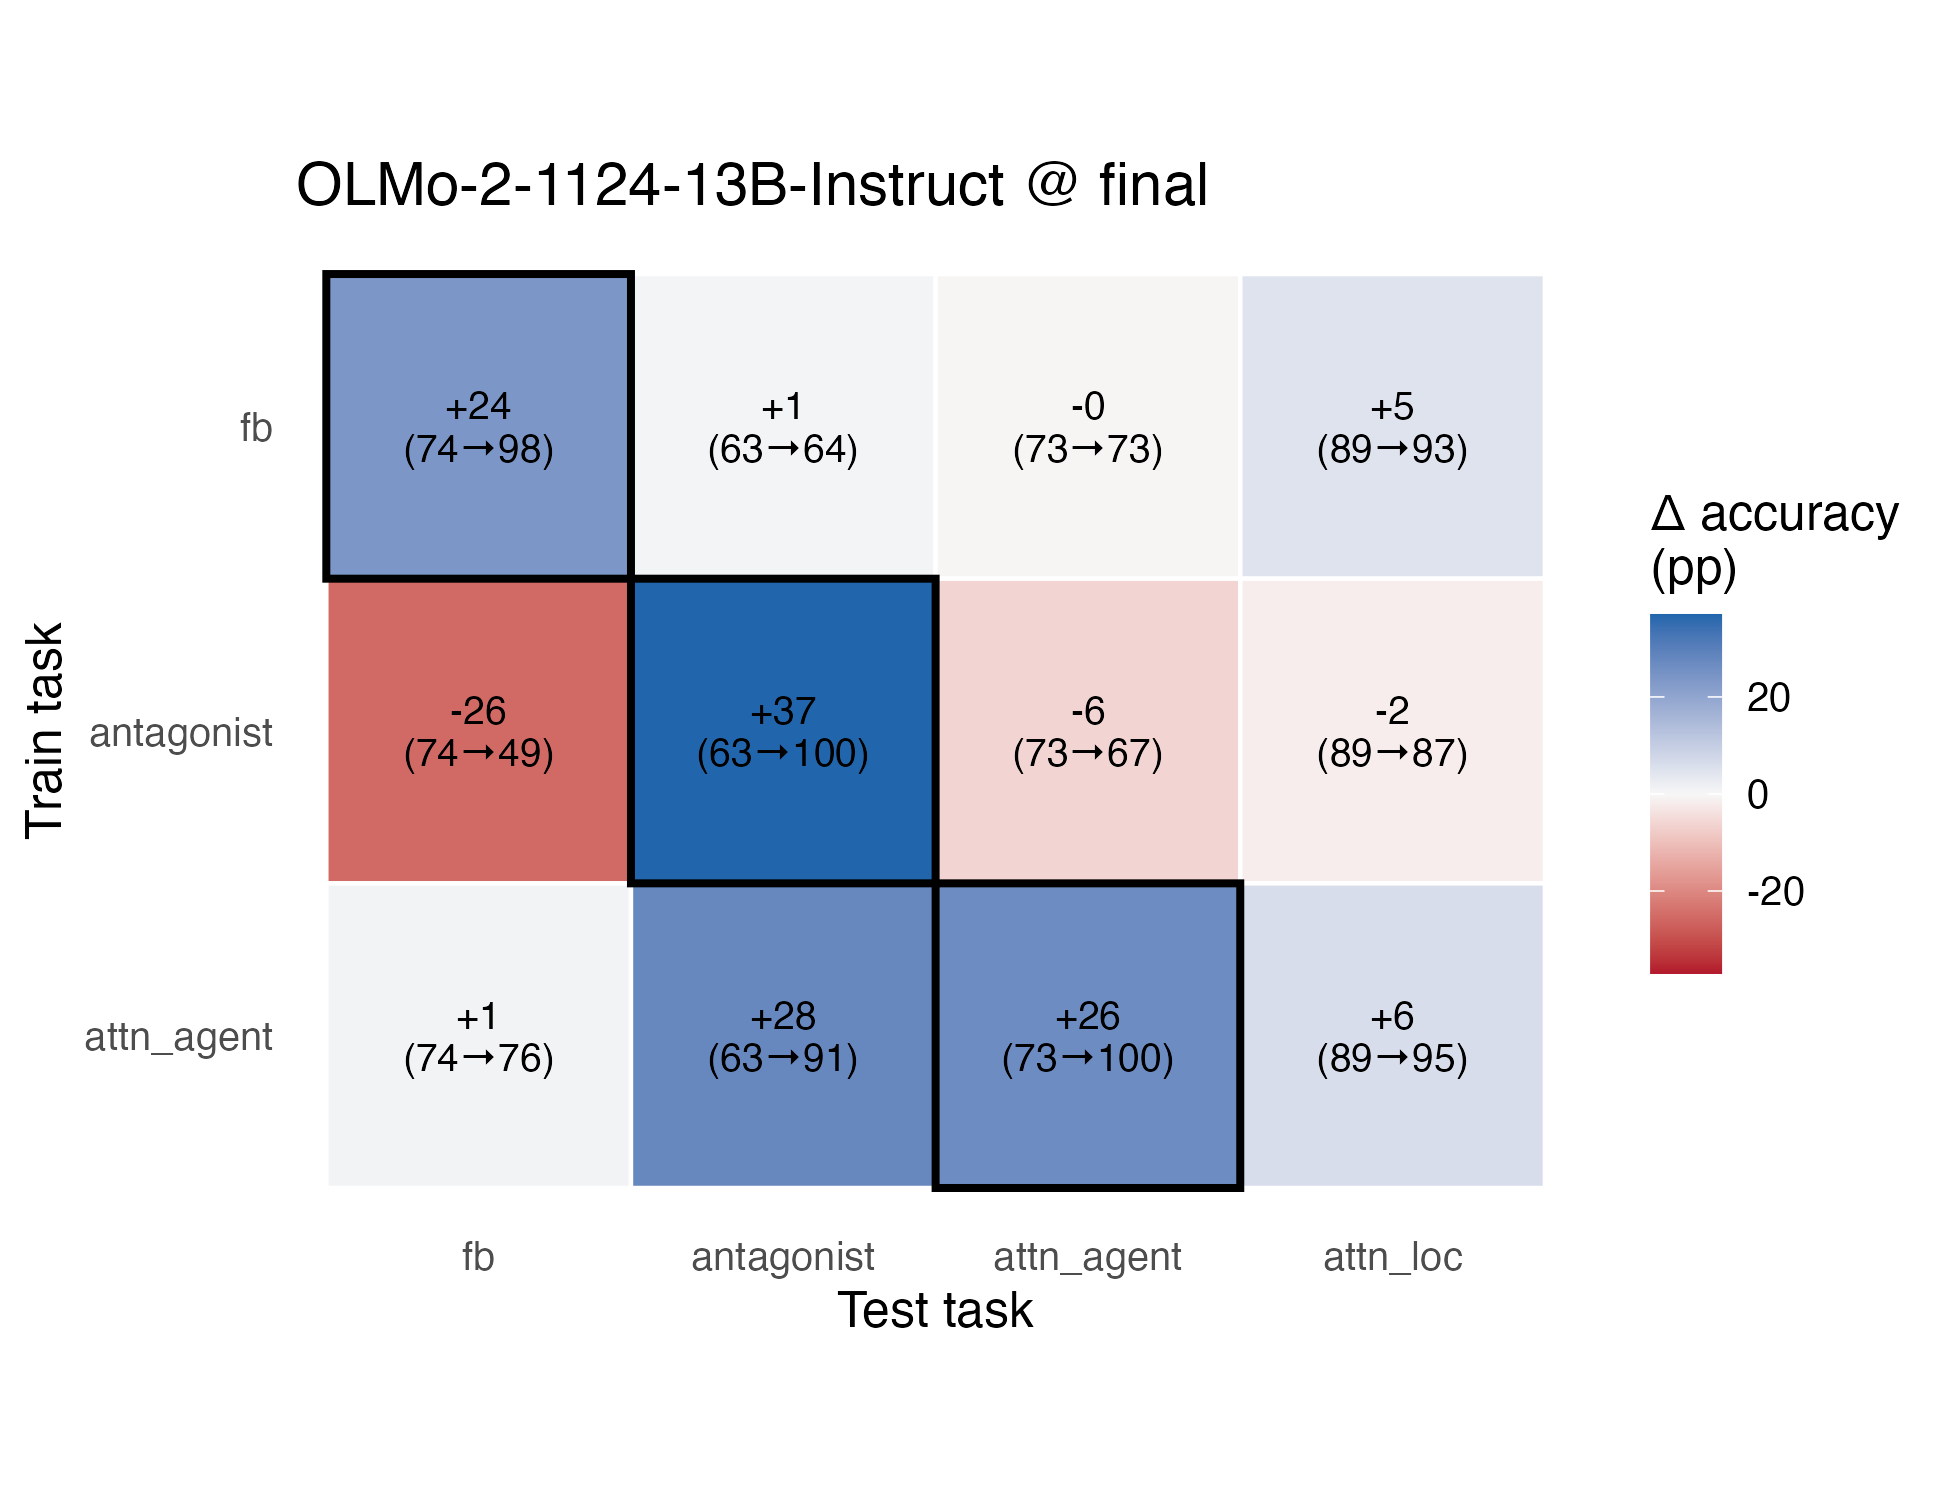 OLMo-2-1124-13B-Instruct @ final
Train task
fb
+24
(74→98)
+1
(63→64)
-0
(73→73)
+5
(89→93)
antagonist
-26
(74→49)
+37
(63→100)
-6
(73→67)
-2
(89→87)
attn_agent
+1
(74→76)
+28
(63→91)
+26
(73→100)
+6
(89→95)
fb
antagonist
attn_agent
attn_loc
Test task
Δ accuracy
(pp)
20
0
-20